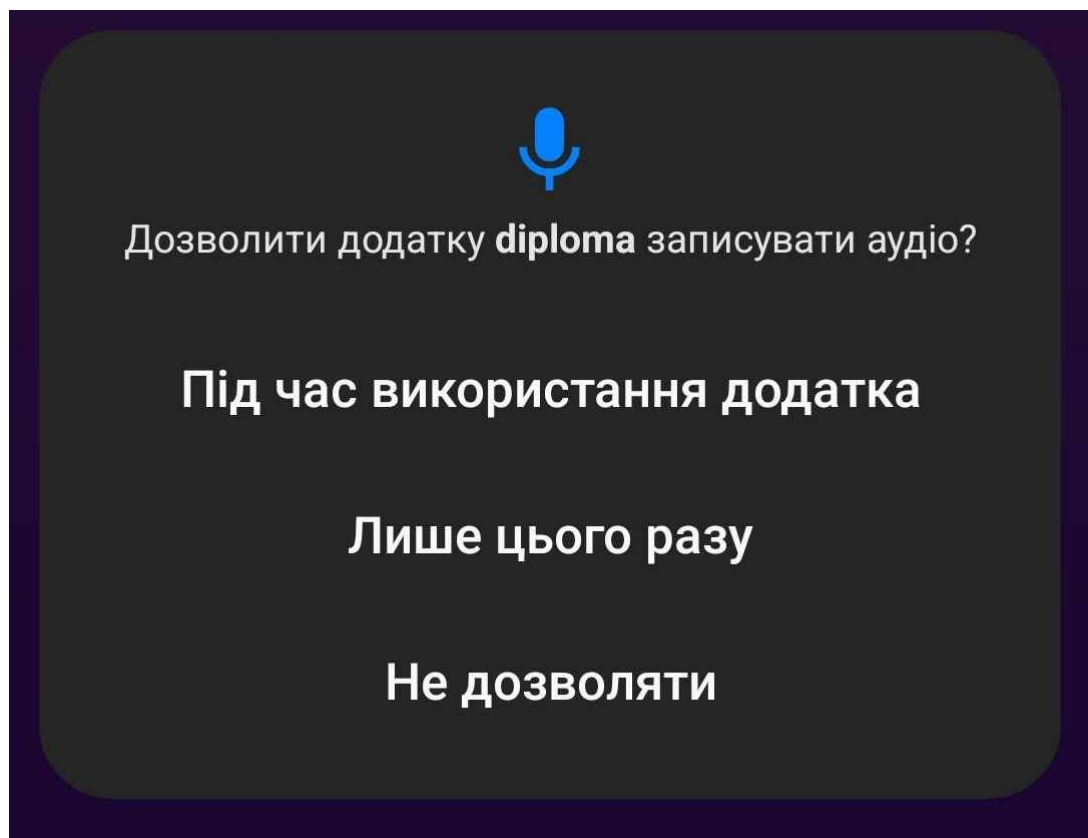 Дозволити додатку diploma записувати аудіо?
Під час використання додатка
Лише цього разу
Не дозволяти